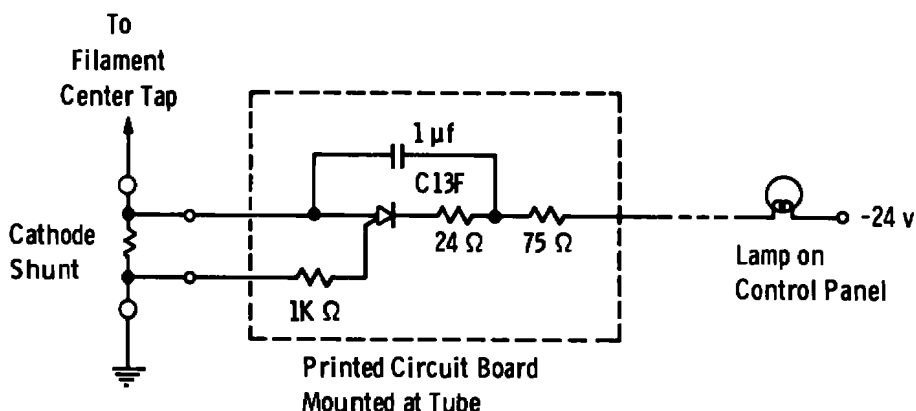 To
Filament
Center Tap
1 µf
C13F
24 Ω
75 Ω
-24 v
Cathode
Shunt
Lamp on
Control Panel
1K Ω
Printed Circuit Board
Mounted at Tube